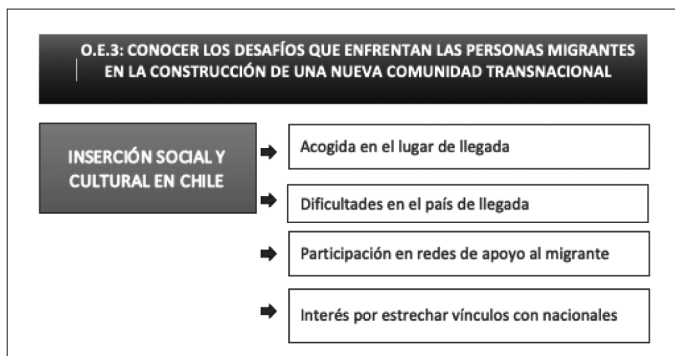 O.E.3: CONOCER LOS DESAFÍOS QUE ENFRENTAN LAS PERSONAS MIGRANTES
EN LA CONSTRUCCIÓN DE UNA NUEVA COMUNIDAD TRANSNACIONAL
INSERCIÓN SOCIAL Y
CULTURAL EN CHILE
Acogida en el lugar de llegada
Dificultades en el país de llegada
Participación en redes de apoyo al migrante
Interés por estrechar vínculos con nacionales